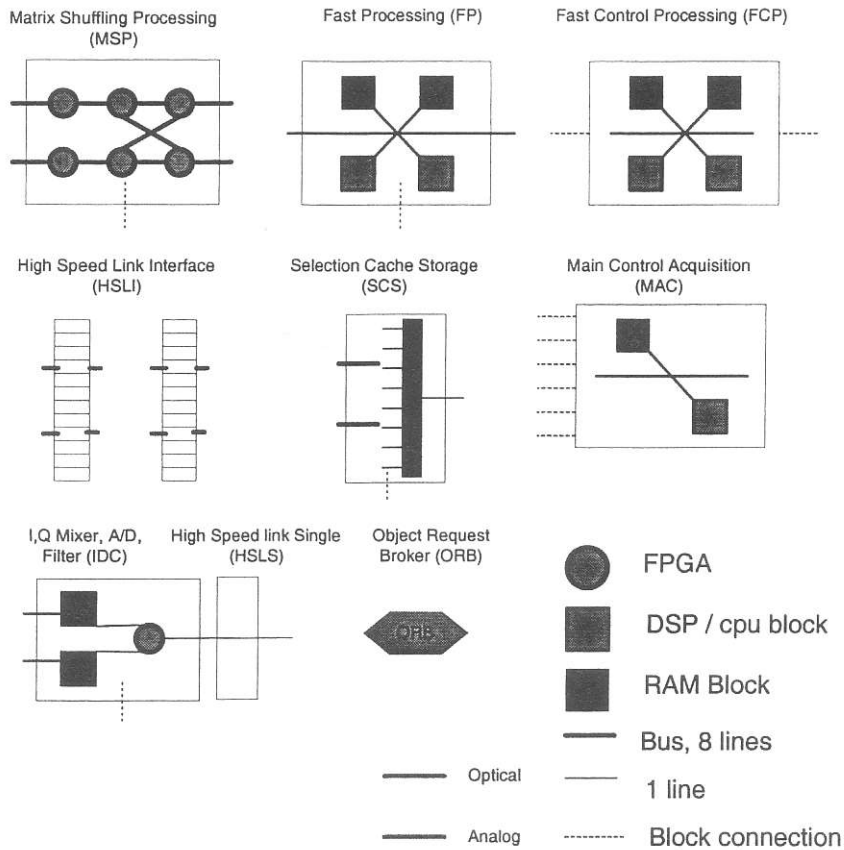 Matrix Shuffling Processing
(MSP)
Fast Processing (FP)
Fast Control Processing (FCP)
High Speed Link Interface
(HSLI)
Selection Cache Storage
(SCS)
Main Control Acquisition
(MAC)
I,Q Mixer, A/D,
Filter (IDC)
High Speed link Single
(HSLS)
Object Request
Broker (ORB)
ORB
FPGA
DSP / cpu block
RAM Block
Bus, 8 lines
Optical
1 line
Analog
Block connection